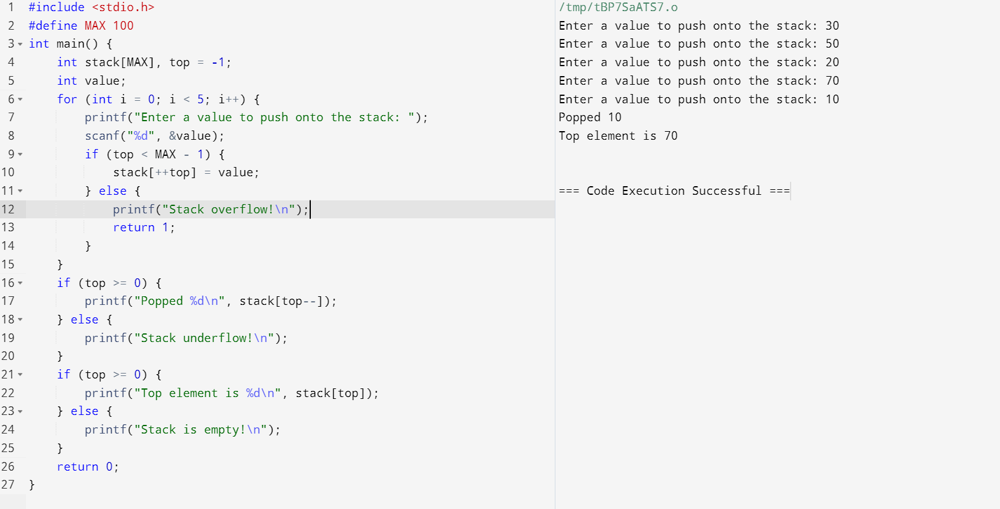 1 #include <stdio.h>
2 #define MAX 100
3 int main() {
4     int stack[MAX], top = -1;
5     int value;
6     for (int i = 0; i < 5; i++) {
7         printf("Enter a value to push onto the stack: ");
8         scanf("%d", &value);
9         if (top < MAX - 1) {
10             stack[++top] = value;
11         } else {
12             printf("Stack overflow!\n");
13             return 1;
14         }
15     }
16     if (top >= 0) {
17         printf("Popped %d\n", stack[top--]);
18     } else {
19         printf("Stack underflow!\n");
20     }
21     if (top >= 0) {
22         printf("Top element is %d\n", stack[top]);
23     } else {
24         printf("Stack is empty!\n");
25     }
26     return 0;
27 }
/tmp/tBP7SaATS7.o
Enter a value to push onto the stack: 30
Enter a value to push onto the stack: 50
Enter a value to push onto the stack: 20
Enter a value to push onto the stack: 70
Enter a value to push onto the stack: 10
Popped 10
Top element is 70
=== Code Execution Successful ===